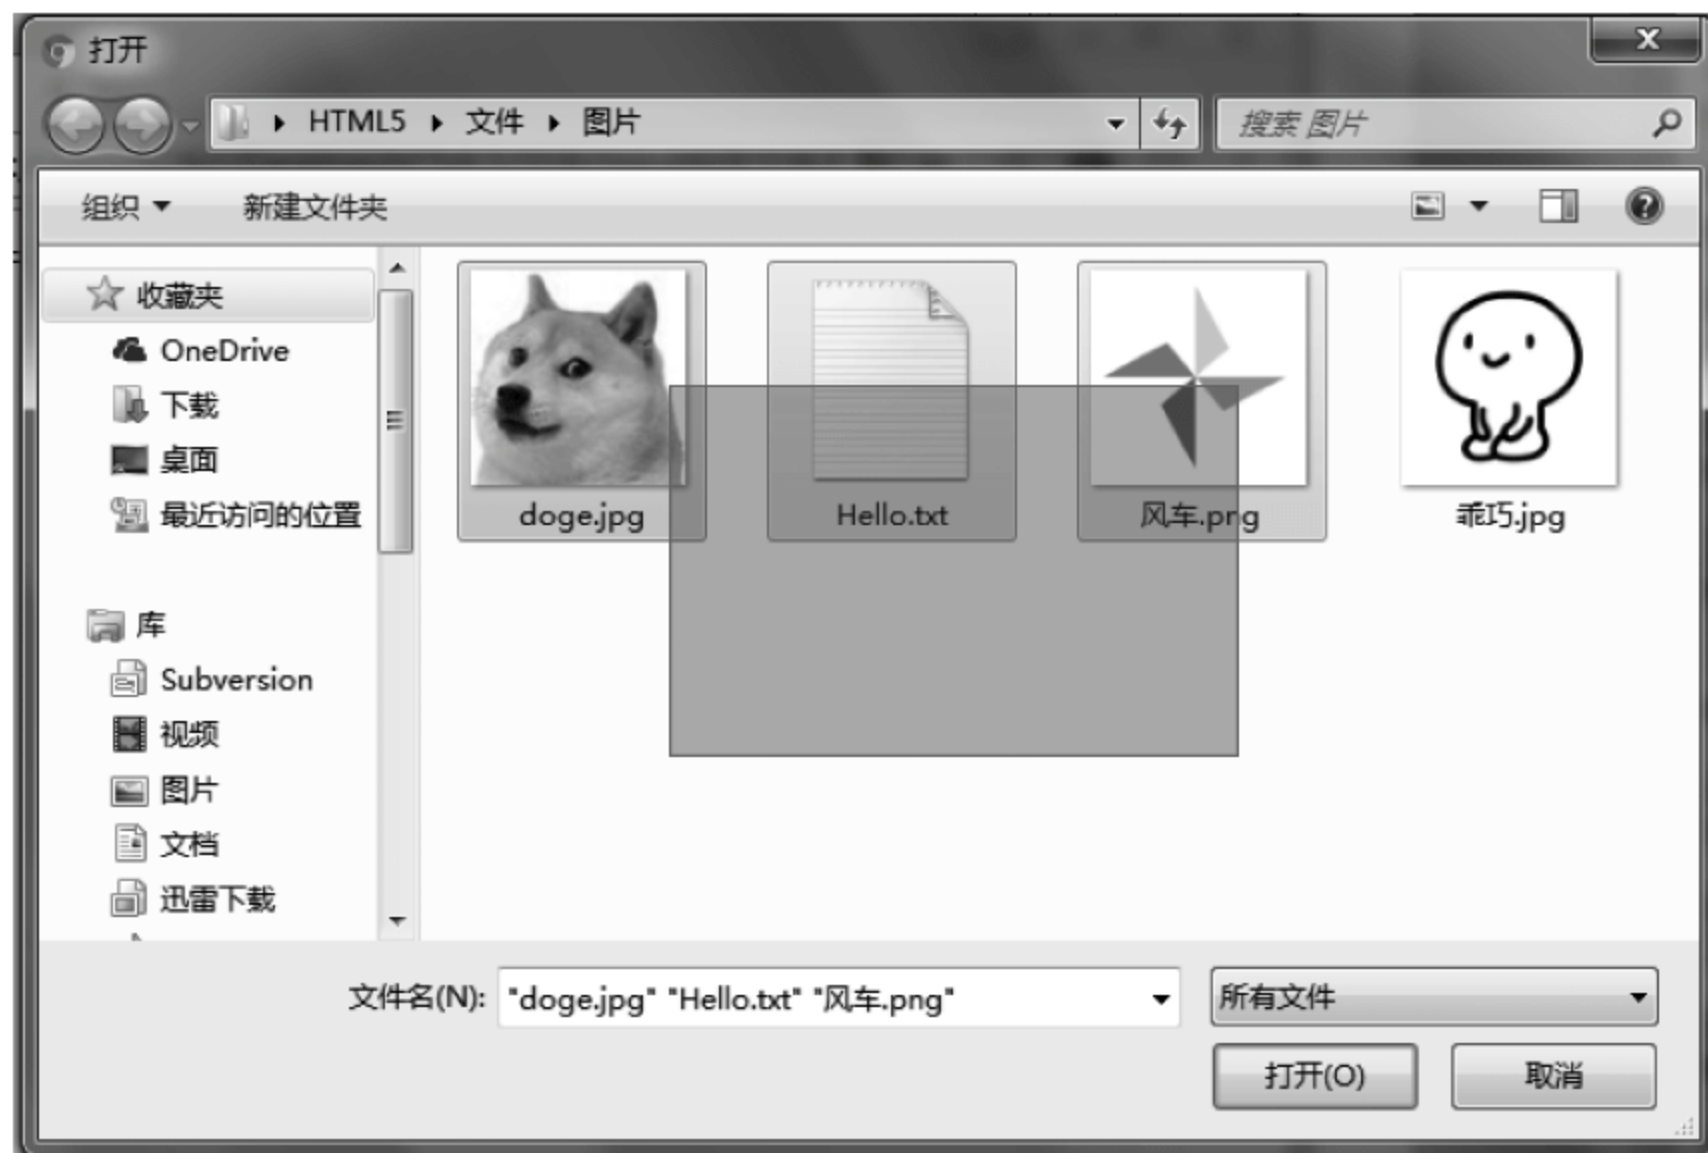 打开
HTML5 文件 图片
搜索 图片
组织
新建文件夹
收藏夹
OneDrive
下载
桌面
最近访问的位置
库
Subversion
视频
图片
文档
迅雷下载
doge.jpg
Hello.txt
风车.png
乖巧.jpg
文件名(N): "doge.jpg" "Hello.txt" "风车.png"
所有文件
打开(O)
取消